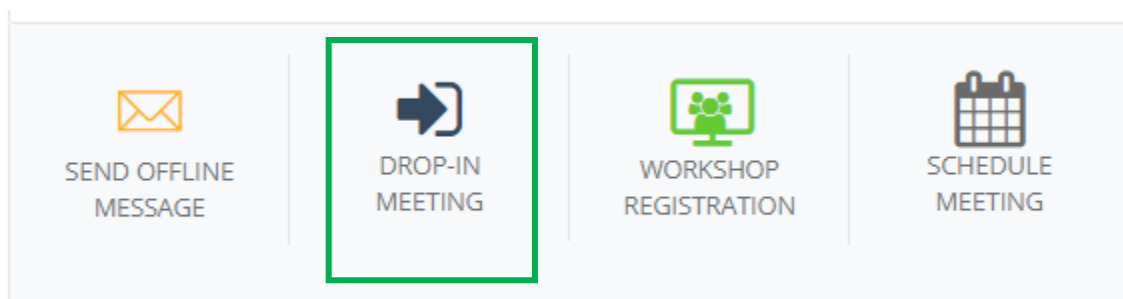 SEND OFFLINE
MESSAGE
DROP-IN
MEETING
WORKSHOP
REGISTRATION
SCHEDULE
MEETING